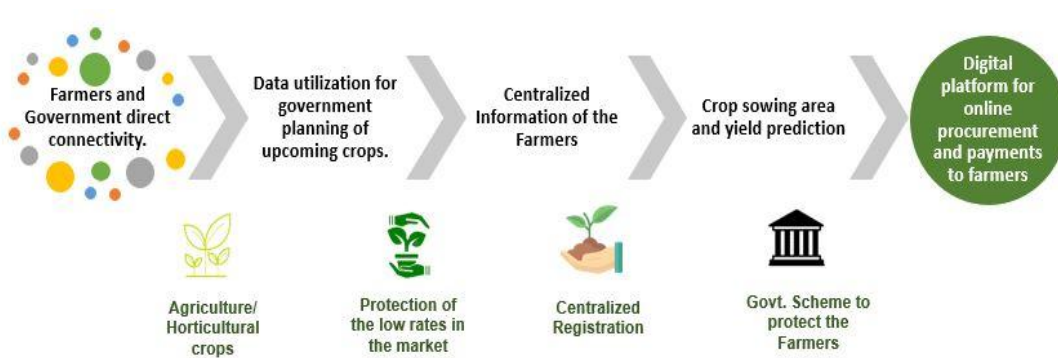 Farmers and
Government direct
connectivity.
Data utilization for
government
planning of
upcoming crops.
Centralized
Information of the
Farmers
Crop sowing area
and yield prediction
Digital
platform for
online
procurement
and payments
to farmers
Agriculture/
Horticultural
crops
Protection of
the low rates in
the market
Centralized
Registration
Govt. Scheme to
protect the
Farmers